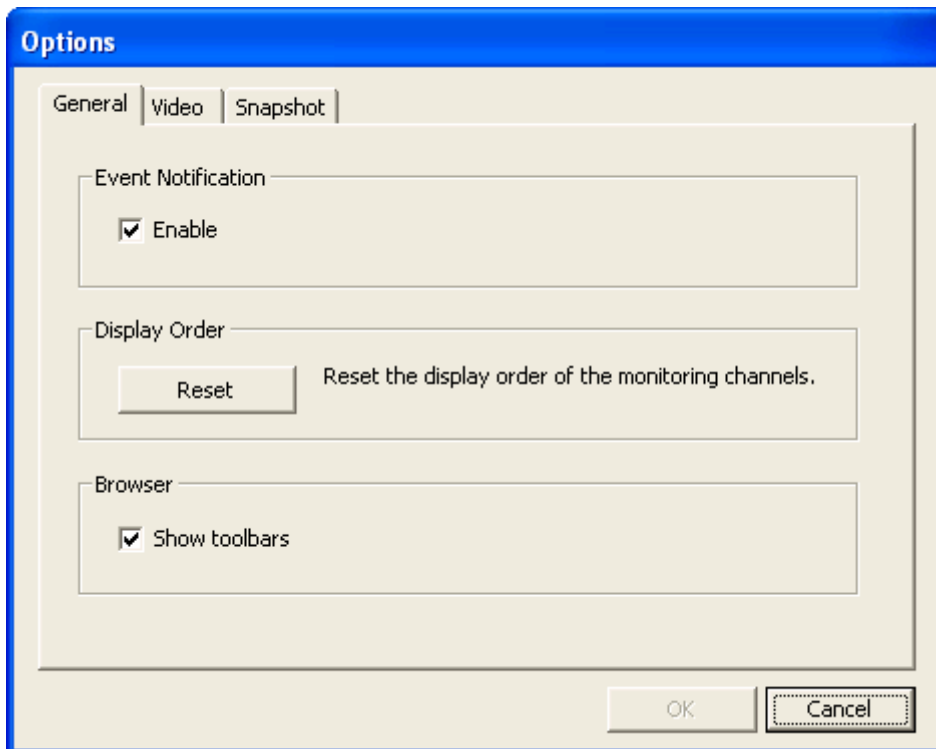 Options
General Video Snapshot
Event Notification
Enable
Display Order
Reset Reset the display order of the monitoring channels.
Browser
Show toolbars
OK Cancel